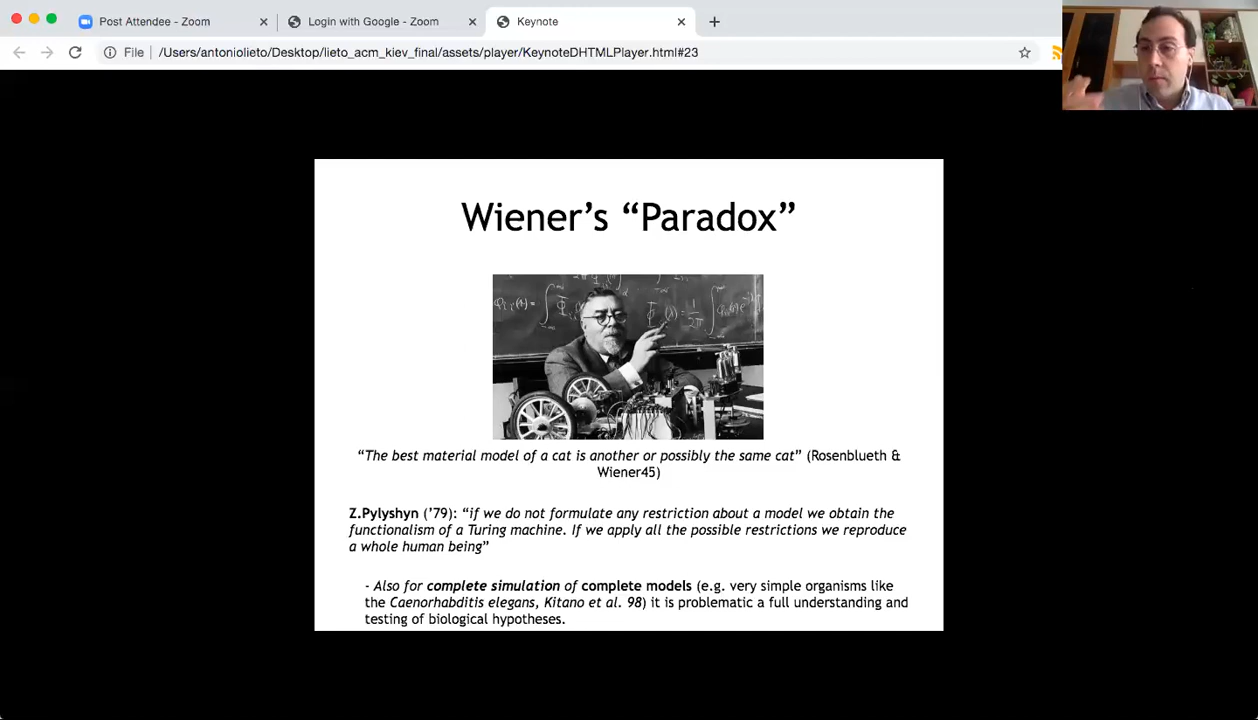 Post Attendee - Zoom
Login with Google - Zoom
Keynote
File
/Users/antoniolieto/Desktop/lieto_acm_kiev_final/assets/player/KeynoteDHTMLPlayer.html#23
Wiener's “Paradox”
“The best material model of a cat is another or possibly the same cat” (Rosenblueth &
Wiener45)
Z.Pylyshyn (’79): “if we do not formulate any restriction about a model we obtain the
functionalism of a Turing machine. If we apply all the possible restrictions we reproduce
a whole human being”
- Also for complete simulation of complete models (e.g. very simple organisms like
the Caenorhabditis elegans, Kitano et al. 98) it is problematic a full understanding and
testing of biological hypotheses.